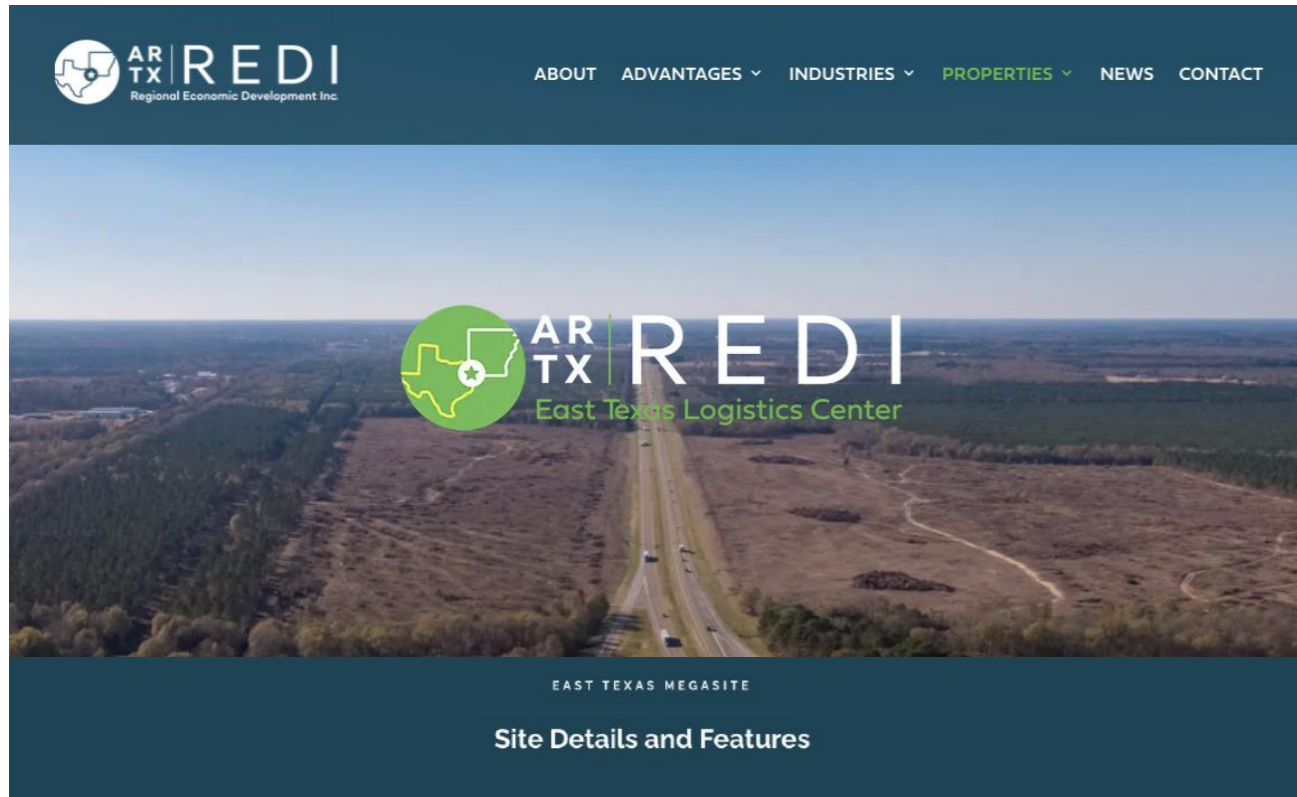 AR
TX
REDI
Regional Economic Development Inc.
ABOUT ADVANTAGES INDUSTRIES PROPERTIES NEWS CONTACT
AR
TX
REDI
East Texas Logistics Center
EAST TEXAS MEGASITE
Site Details and Features